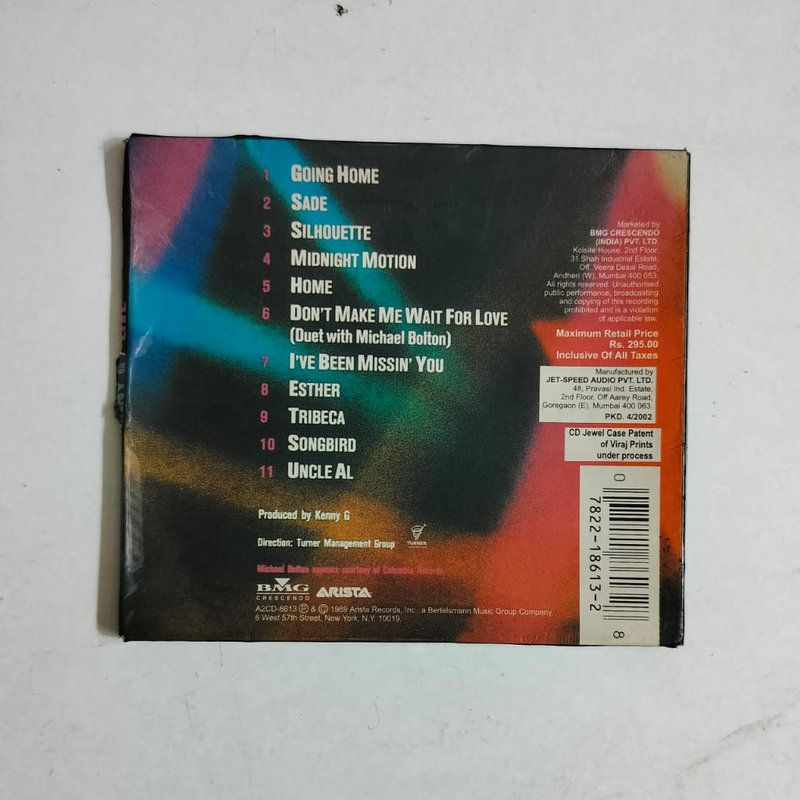 1 GOING HOME
2 SADE
3 SILHOUETTE
4 MIDNIGHT MOTION
5 HOME
6 DON'T MAKE ME WAIT FOR LOVE
(Duet with Michael Bolton)
7 I'VE BEEN MISSIN' YOU
8 ESTHER
9 TRIBECA
10 SONGBIRD
11 UNCLE AL
Produced by Kenny G
Direction: Turner Management Group
TURNER
Michael Bolton appears courtesy of Columbia Records
BMG
CRESCENDO
ARISTA
A2CD-8613 Ⓟ & © 1989 Arista Records, Inc., a Bertelsmann Music Group Company,
6 West 57th Street, New York, N.Y. 10019.
Marketed by
BMG CRESCENDO
(INDIA) PVT. LTD.
House, 2nd Floor,
31 Shah Industrial Estate,
Off. Veera Desai Road,
Andheri (W), Mumbai 400 053.
All rights reserved. Unauthorised
public performance, broadcasting
and copying of this recording
prohibited and is a violation
of applicable law.
Maximum Retail Price
Rs. 295.00
Inclusive Of All Taxes
Manufactured by
JET-SPEED AUDIO PVT. LTD.
48, Pravasi Ind. Estate,
2nd Floor, Off Aarey Road,
Goregaon (E), Mumbai 400 063.
PKD. 4/2002
CD Jewel Case Patent
of Viraj Prints
under process
0 7822-18613-2 8